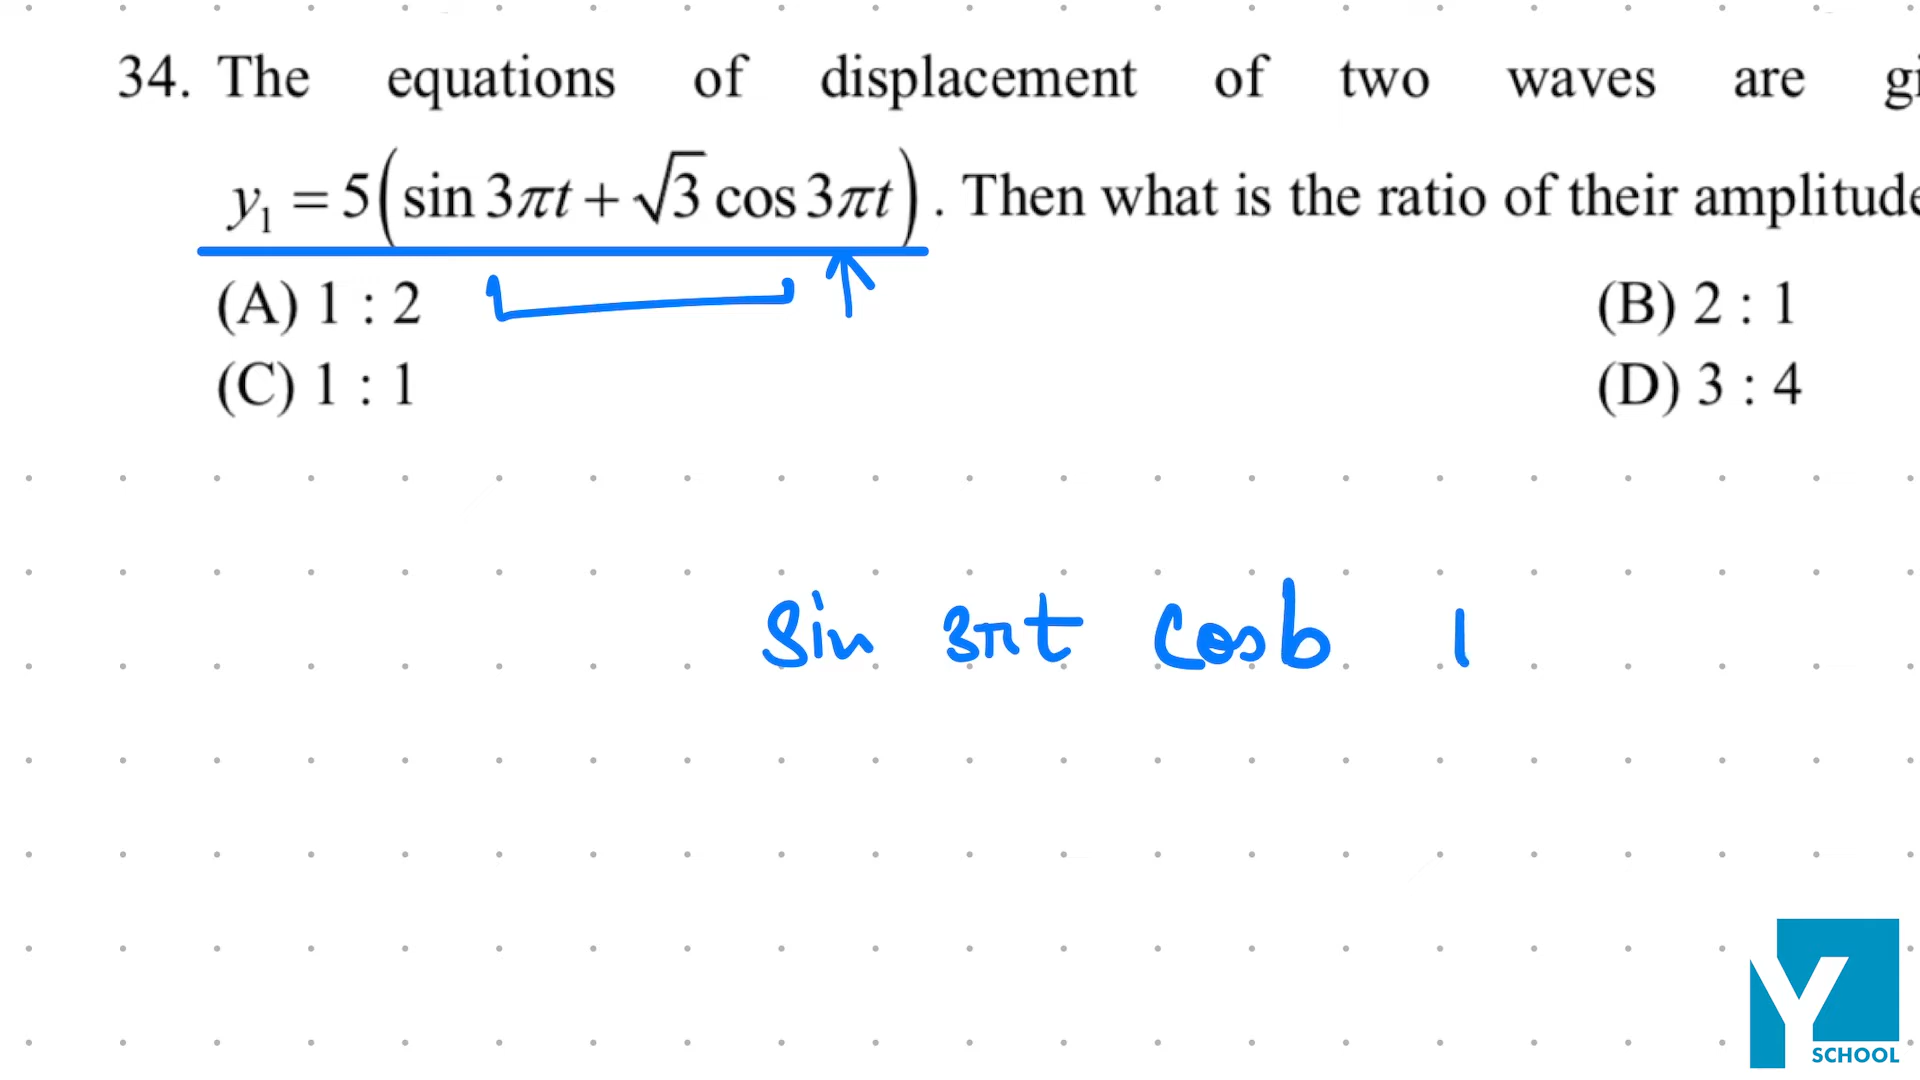 34. The equations of displacement of two waves are gi
y₁ = 5(sin 3πt + √3 cos 3πt). Then what is the ratio of their amplitude
(A) 1 : 2 (B) 2 : 1
(C) 1 : 1 (D) 3 : 4
Sin 3πt Cosb |
Y SCHOOL